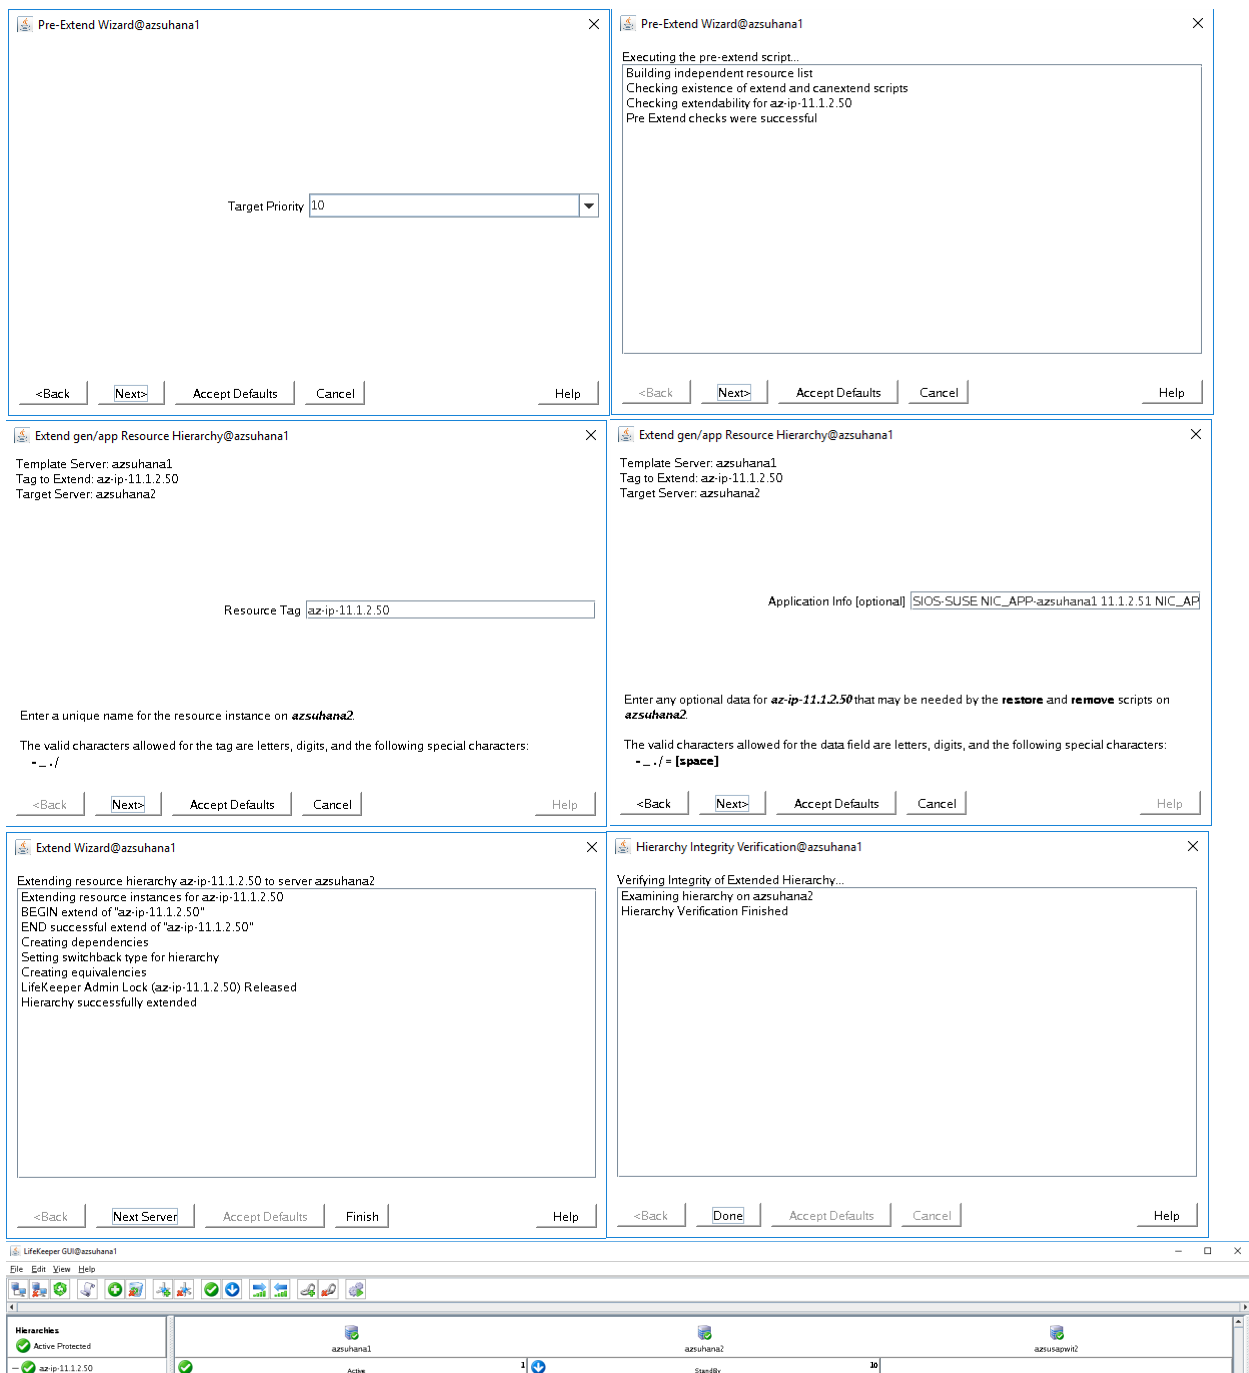 Pre-Extend Wizard@azsuhana1
Target Priority 10
<Back Next> Accept Defaults Cancel Help
Pre-Extend Wizard@azsuhana1
Executing the pre-extend script...
Building independent resource list
Checking existence of extend and canextend scripts
Checking extendability for az-ip-11.1.2.50
Pre Extend checks were successful
<Back Next> Accept Defaults Cancel Help
Extend gen/app Resource Hierarchy@azsuhana1
Template Server: azsuhana1
Tag to Extend: az-ip-11.1.2.50
Target Server: azsuhana2
Resource Tag az-ip-11.1.2.50
Enter a unique name for the resource instance on azsuhana2.
The valid characters allowed for the tag are letters, digits, and the following special characters:
- _ . /
<Back Next> Accept Defaults Cancel Help
Extend gen/app Resource Hierarchy@azsuhana1
Template Server: azsuhana1
Tag to Extend: az-ip-11.1.2.50
Target Server: azsuhana2
Application Info [optional] SIOS-SUSE NIC_APP-azsuhana1 11.1.2.51 NIC_AP
Enter any optional data for az-ip-11.1.2.50 that may be needed by the restore and remove scripts on
azsuhana2.
The valid characters allowed for the data field are letters, digits, and the following special characters:
- _ . / = [space]
<Back Next> Accept Defaults Cancel Help
Extend Wizard@azsuhana1
Extending resource hierarchy az-ip-11.1.2.50 to server azsuhana2
Extending resource instances for az-ip-11.1.2.50
BEGIN extend of "az-ip-11.1.2.50"
END successful extend of "az-ip-11.1.2.50"
Creating dependencies
Setting switchback type for hierarchy
Creating equivalencies
LifeKeeper Admin Lock (az-ip-11.1.2.50) Released
Hierarchy successfully extended
<Back Next Server Accept Defaults Finish Help
Hierarchy Integrity Verification@azsuhana1
Verifying Integrity of Extended Hierarchy...
Examining hierarchy on azsuhana2
Hierarchy Verification Finished
<Back Done Accept Defaults Cancel Help
LifeKeeper GUI@azsuhana1
File Edit View Help
Hierarchies
Active Protected
azsuhana1 azsuhana2 azsusapwit2
az-ip-11.1.2.50 Active 1 StandBy 10